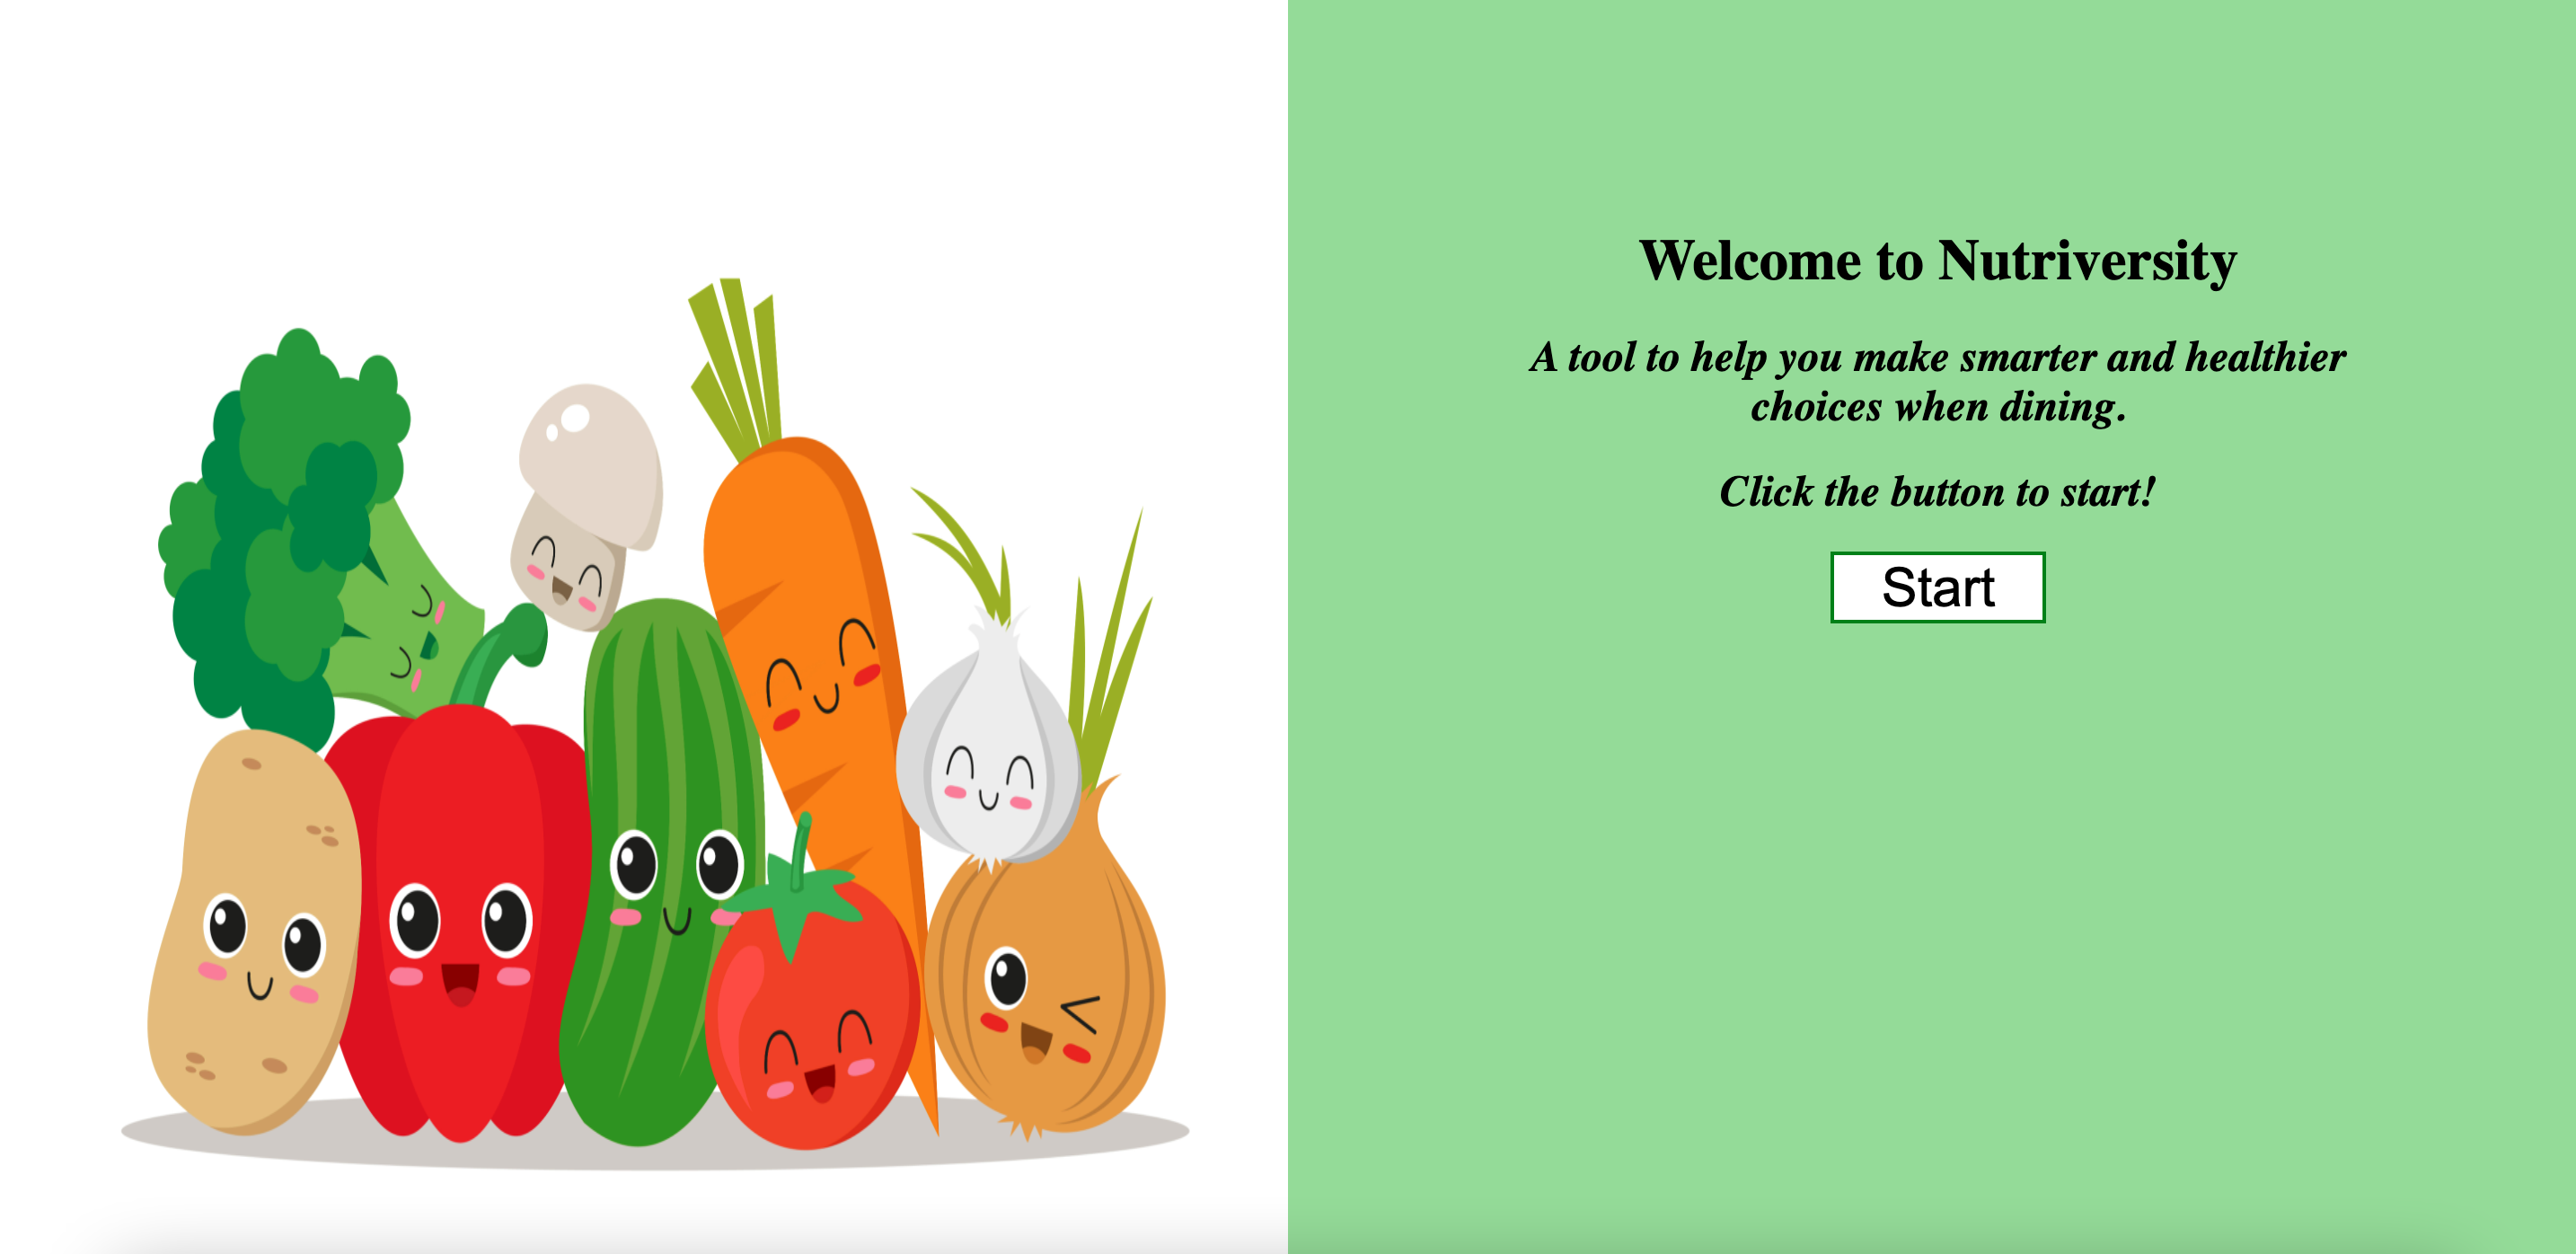 Welcome to Nutriversity
A tool to help you make smarter and healthier
choices when dining.
Click the button to start!
Start